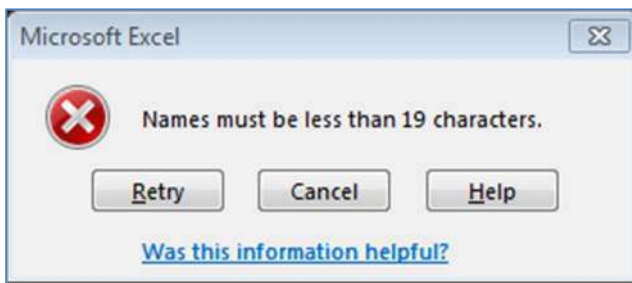 Microsoft Excel
Names must be less than 19 characters.
Retry Cancel Help
Was this information helpful?